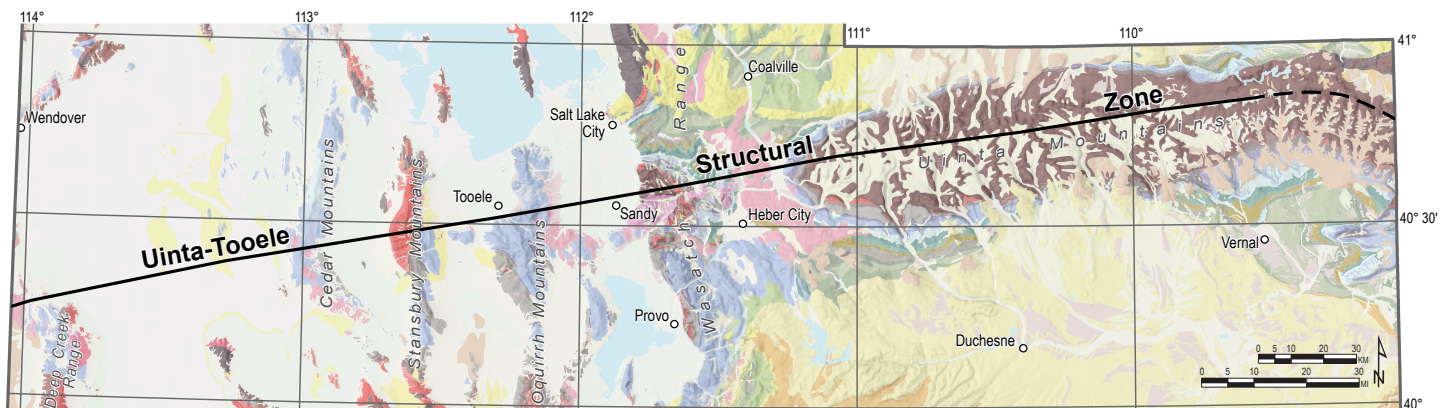 114°
113°
112°
111°
110°
41°
Wendover
Salt Lake
City
Coalville
Range
Wasatch
Uinta-Tooele
Structural
Zone
Uinta Mountains
Cedar Mountains
Stansbury Mountains
Oquirrh Mountains
Tooele
Sandy
Heber City
40° 30'
Vernal
Provo
Duchesne
Deep Creek
Range
0 5 10 20 30
KM
0 5 10 20 30
MI
N
40°